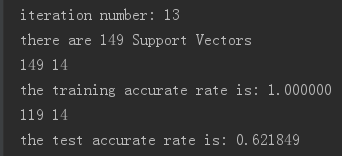 iteration number: 13
there are 149 Support Vectors
149 14
the training accurate rate is: 1.000000
119 14
the test accurate rate is: 0.621849